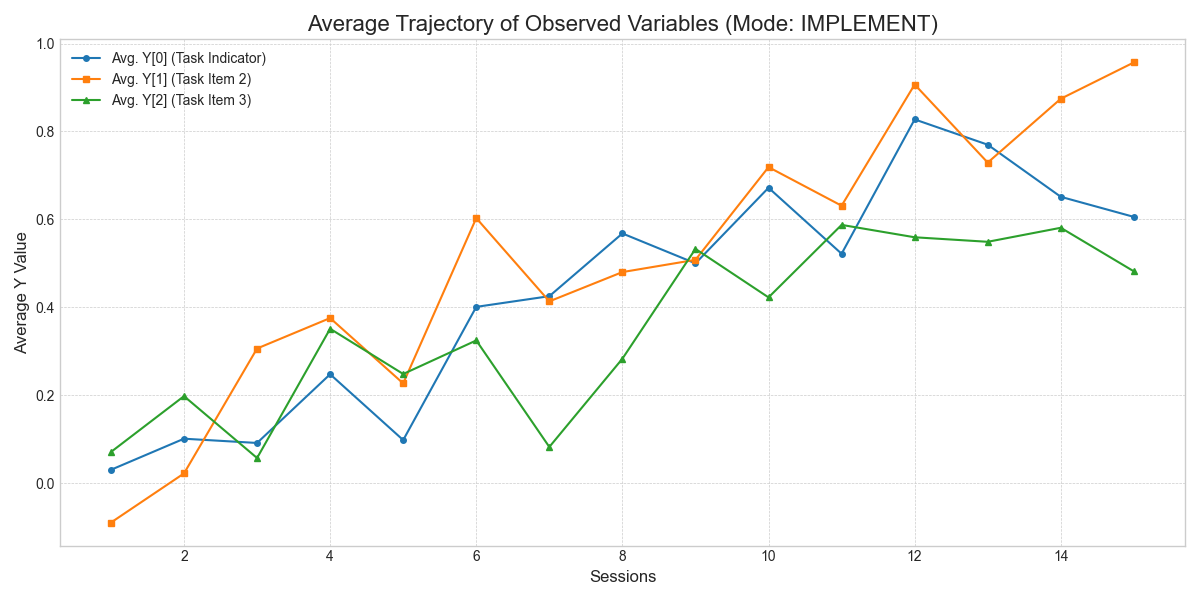 Average Trajectory of Observed Variables (Mode: IMPLEMENT)
Avg. Y[0] (Task Indicator)
Avg. Y[1] (Task Item 2)
Avg. Y[2] (Task Item 3)
Average Y Value
1.0
0.8
0.6
0.4
0.2
0.0
2 4 6 8 10 12 14
Sessions